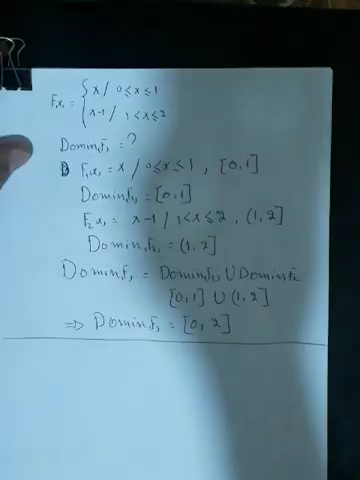 F(x) = { x / 0 ≤ x ≤ 1
x-1 / 1 < x ≤ 2
Domin(F) = ?
F₁(x) = x / 0 ≤ x ≤ 1 , [0,1]
Domin(F₁) = [0,1]
F₂(x) = x-1 / 1 < x ≤ 2 , (1,2]
Domin(F₂) = (1,2]
Domin(F) = Domin(F₁) ∪ Domin F₂
[0,1] ∪ (1,2]
⇒ Domin(F) = [0,2]